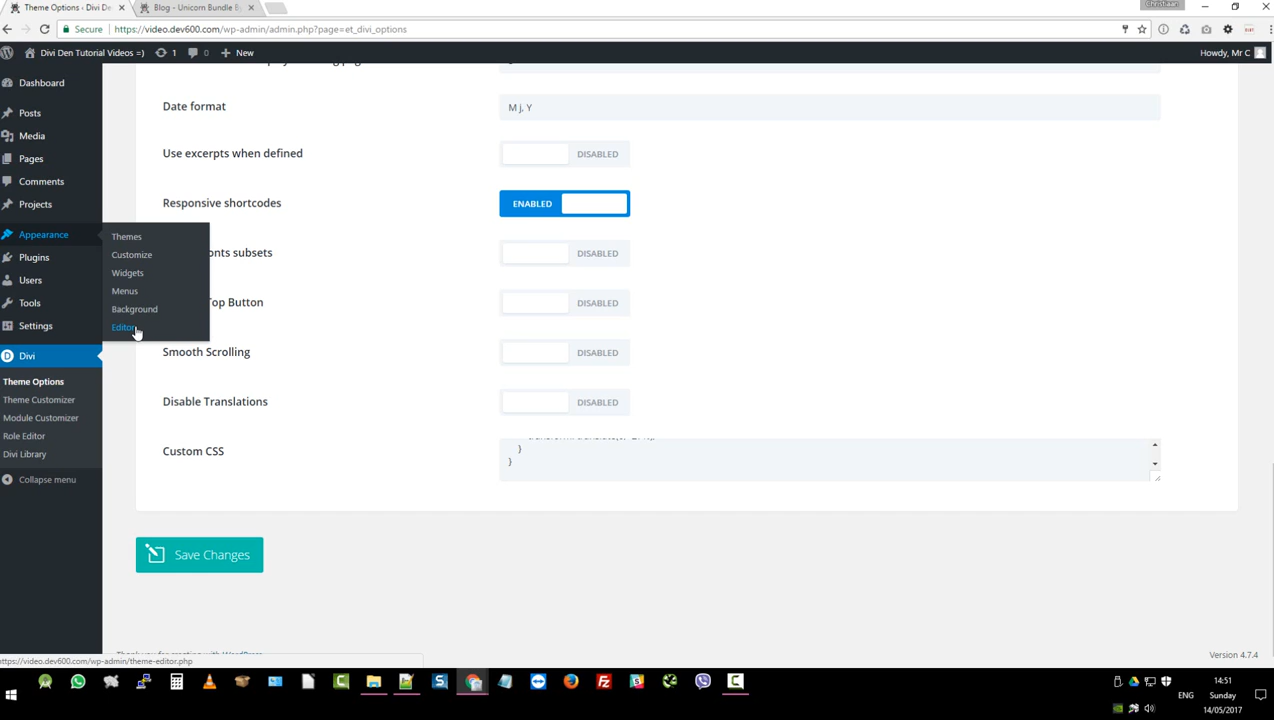 Theme Options ‹ Divi De
Blog - Unicorn Bundle B
Christiaan
Secure
https://video.dev600.com/wp-admin/admin.php?page=et_divi_options
Divi Den Tutorial Videos =)
1
0
New
Howdy, Mr C
Dashboard
Posts
Media
Pages
Comments
Projects
Appearance
Plugins
Users
Tools
Settings
Divi
Theme Options
Theme Customizer
Module Customizer
Role Editor
Divi Library
Collapse menu
Themes
Customize
Widgets
Menus
Background
Editor
Date format
M j, Y
Use excerpts when defined
DISABLED
Responsive shortcodes
ENABLED
onts subsets
DISABLED
op Button
DISABLED
Smooth Scrolling
DISABLED
Disable Translations
DISABLED
Custom CSS
}
}
Save Changes
Version 4.7.4
https://video.dev600.com/wp-admin/theme-editor.php
ENG
14:51
Sunday
14/05/2017